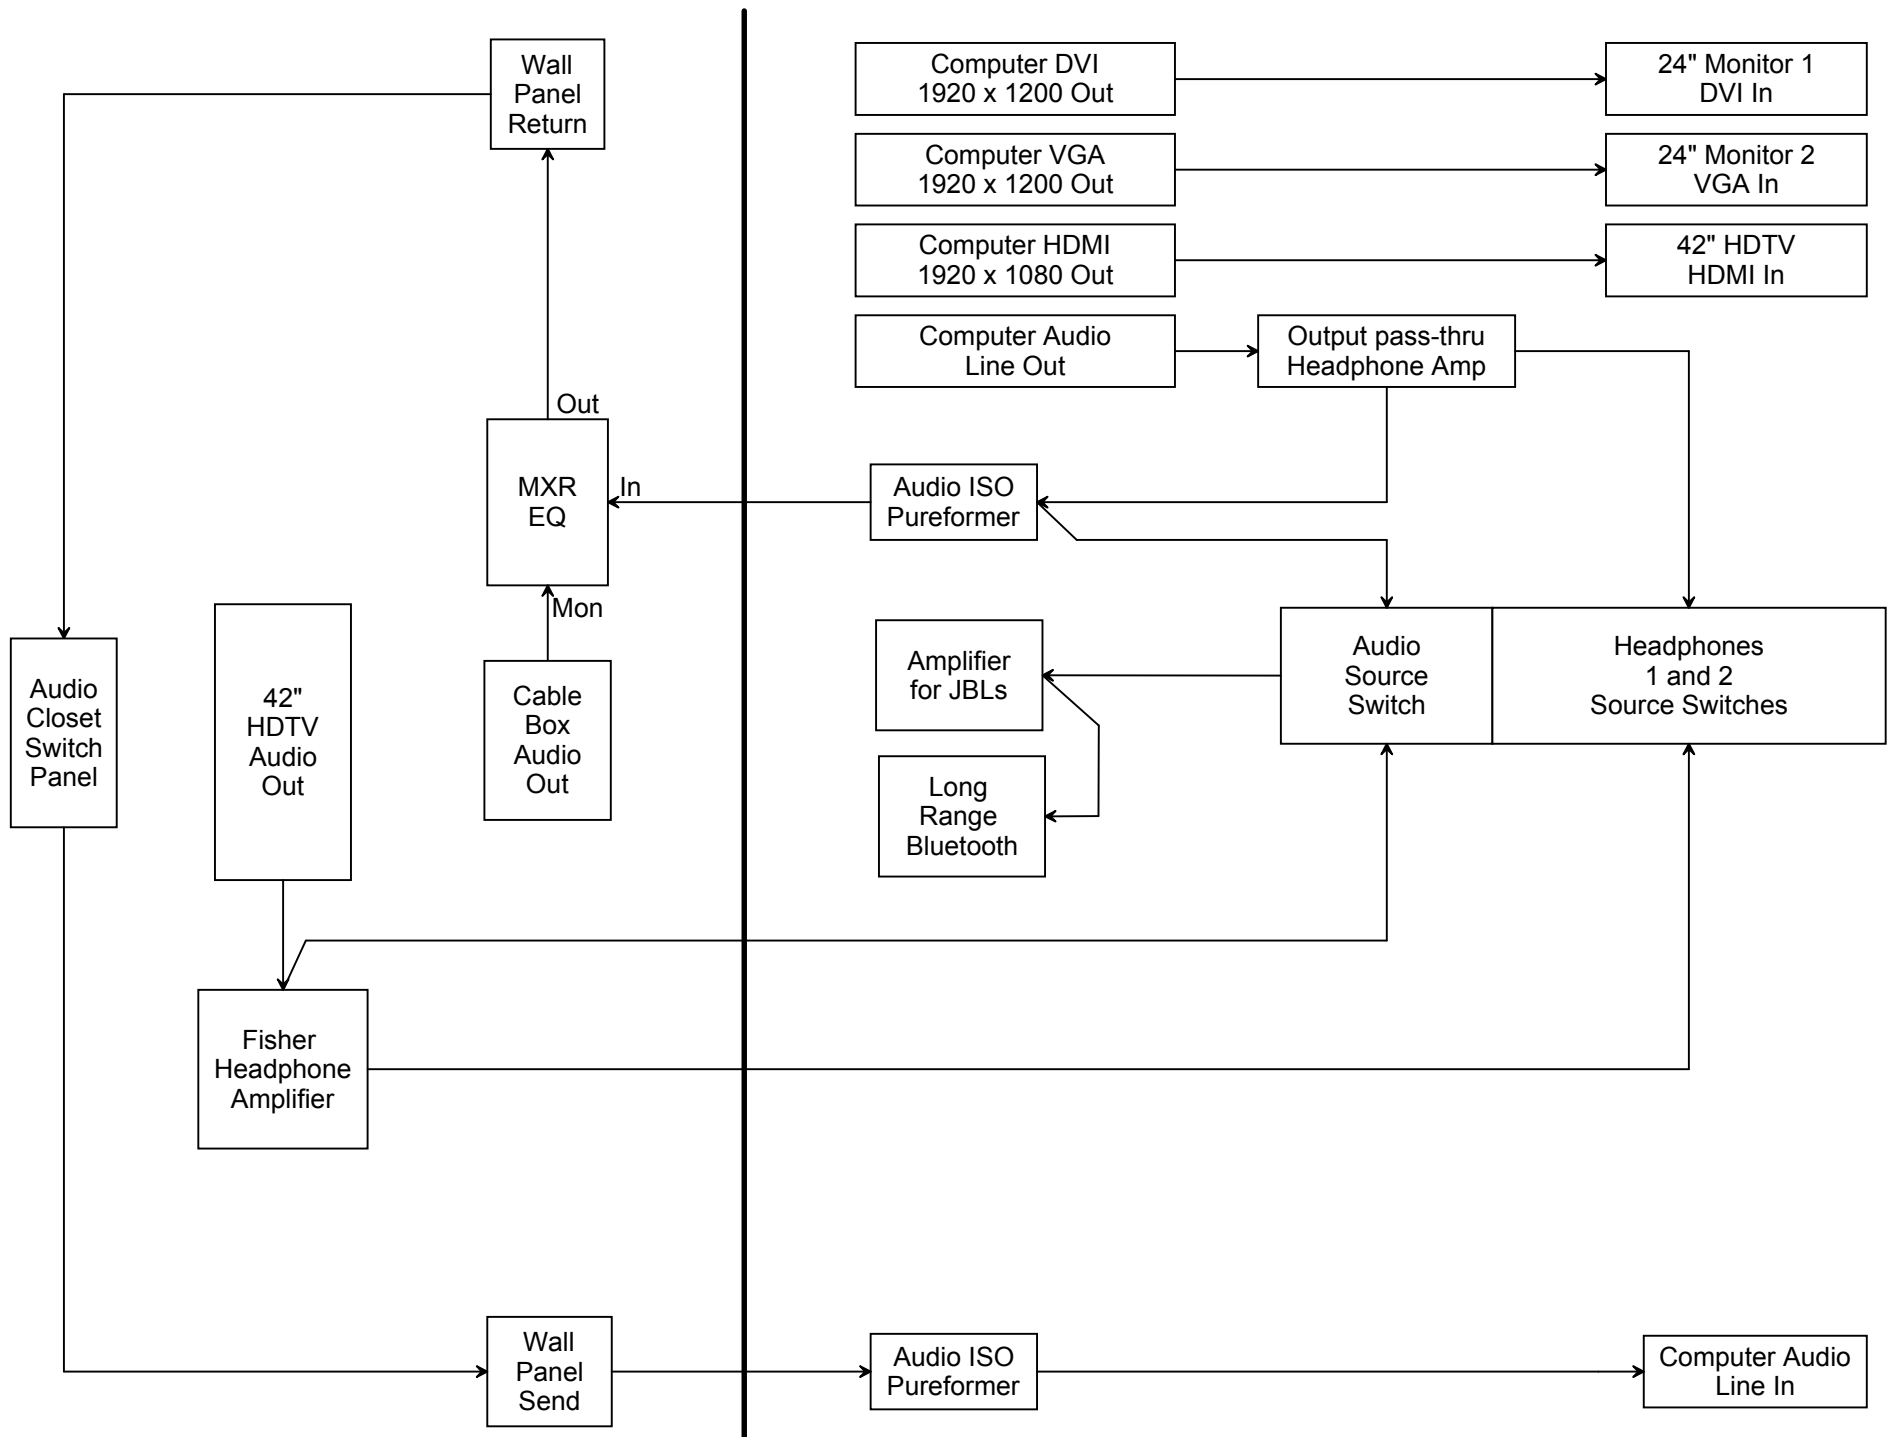 Wall
Panel
Return
Computer DVI
1920 x 1200 Out
24" Monitor 1
DVI In
Computer VGA
1920 x 1200 Out
24" Monitor 2
VGA In
Computer HDMI
1920 x 1080 Out
42" HDTV
HDMI In
Computer Audio
Line Out
Output pass-thru
Headphone Amp
Out
MXR
EQ
In
Audio ISO
Pureformer
Mon
Audio
Closet
Switch
Panel
42"
HDTV
Audio
Out
Cable
Box
Audio
Out
Amplifier
for JBLs
Audio
Source
Switch
Headphones
1 and 2
Source Switches
Long
Range
Bluetooth
Fisher
Headphone
Amplifier
Wall
Panel
Send
Audio ISO
Pureformer
Computer Audio
Line In